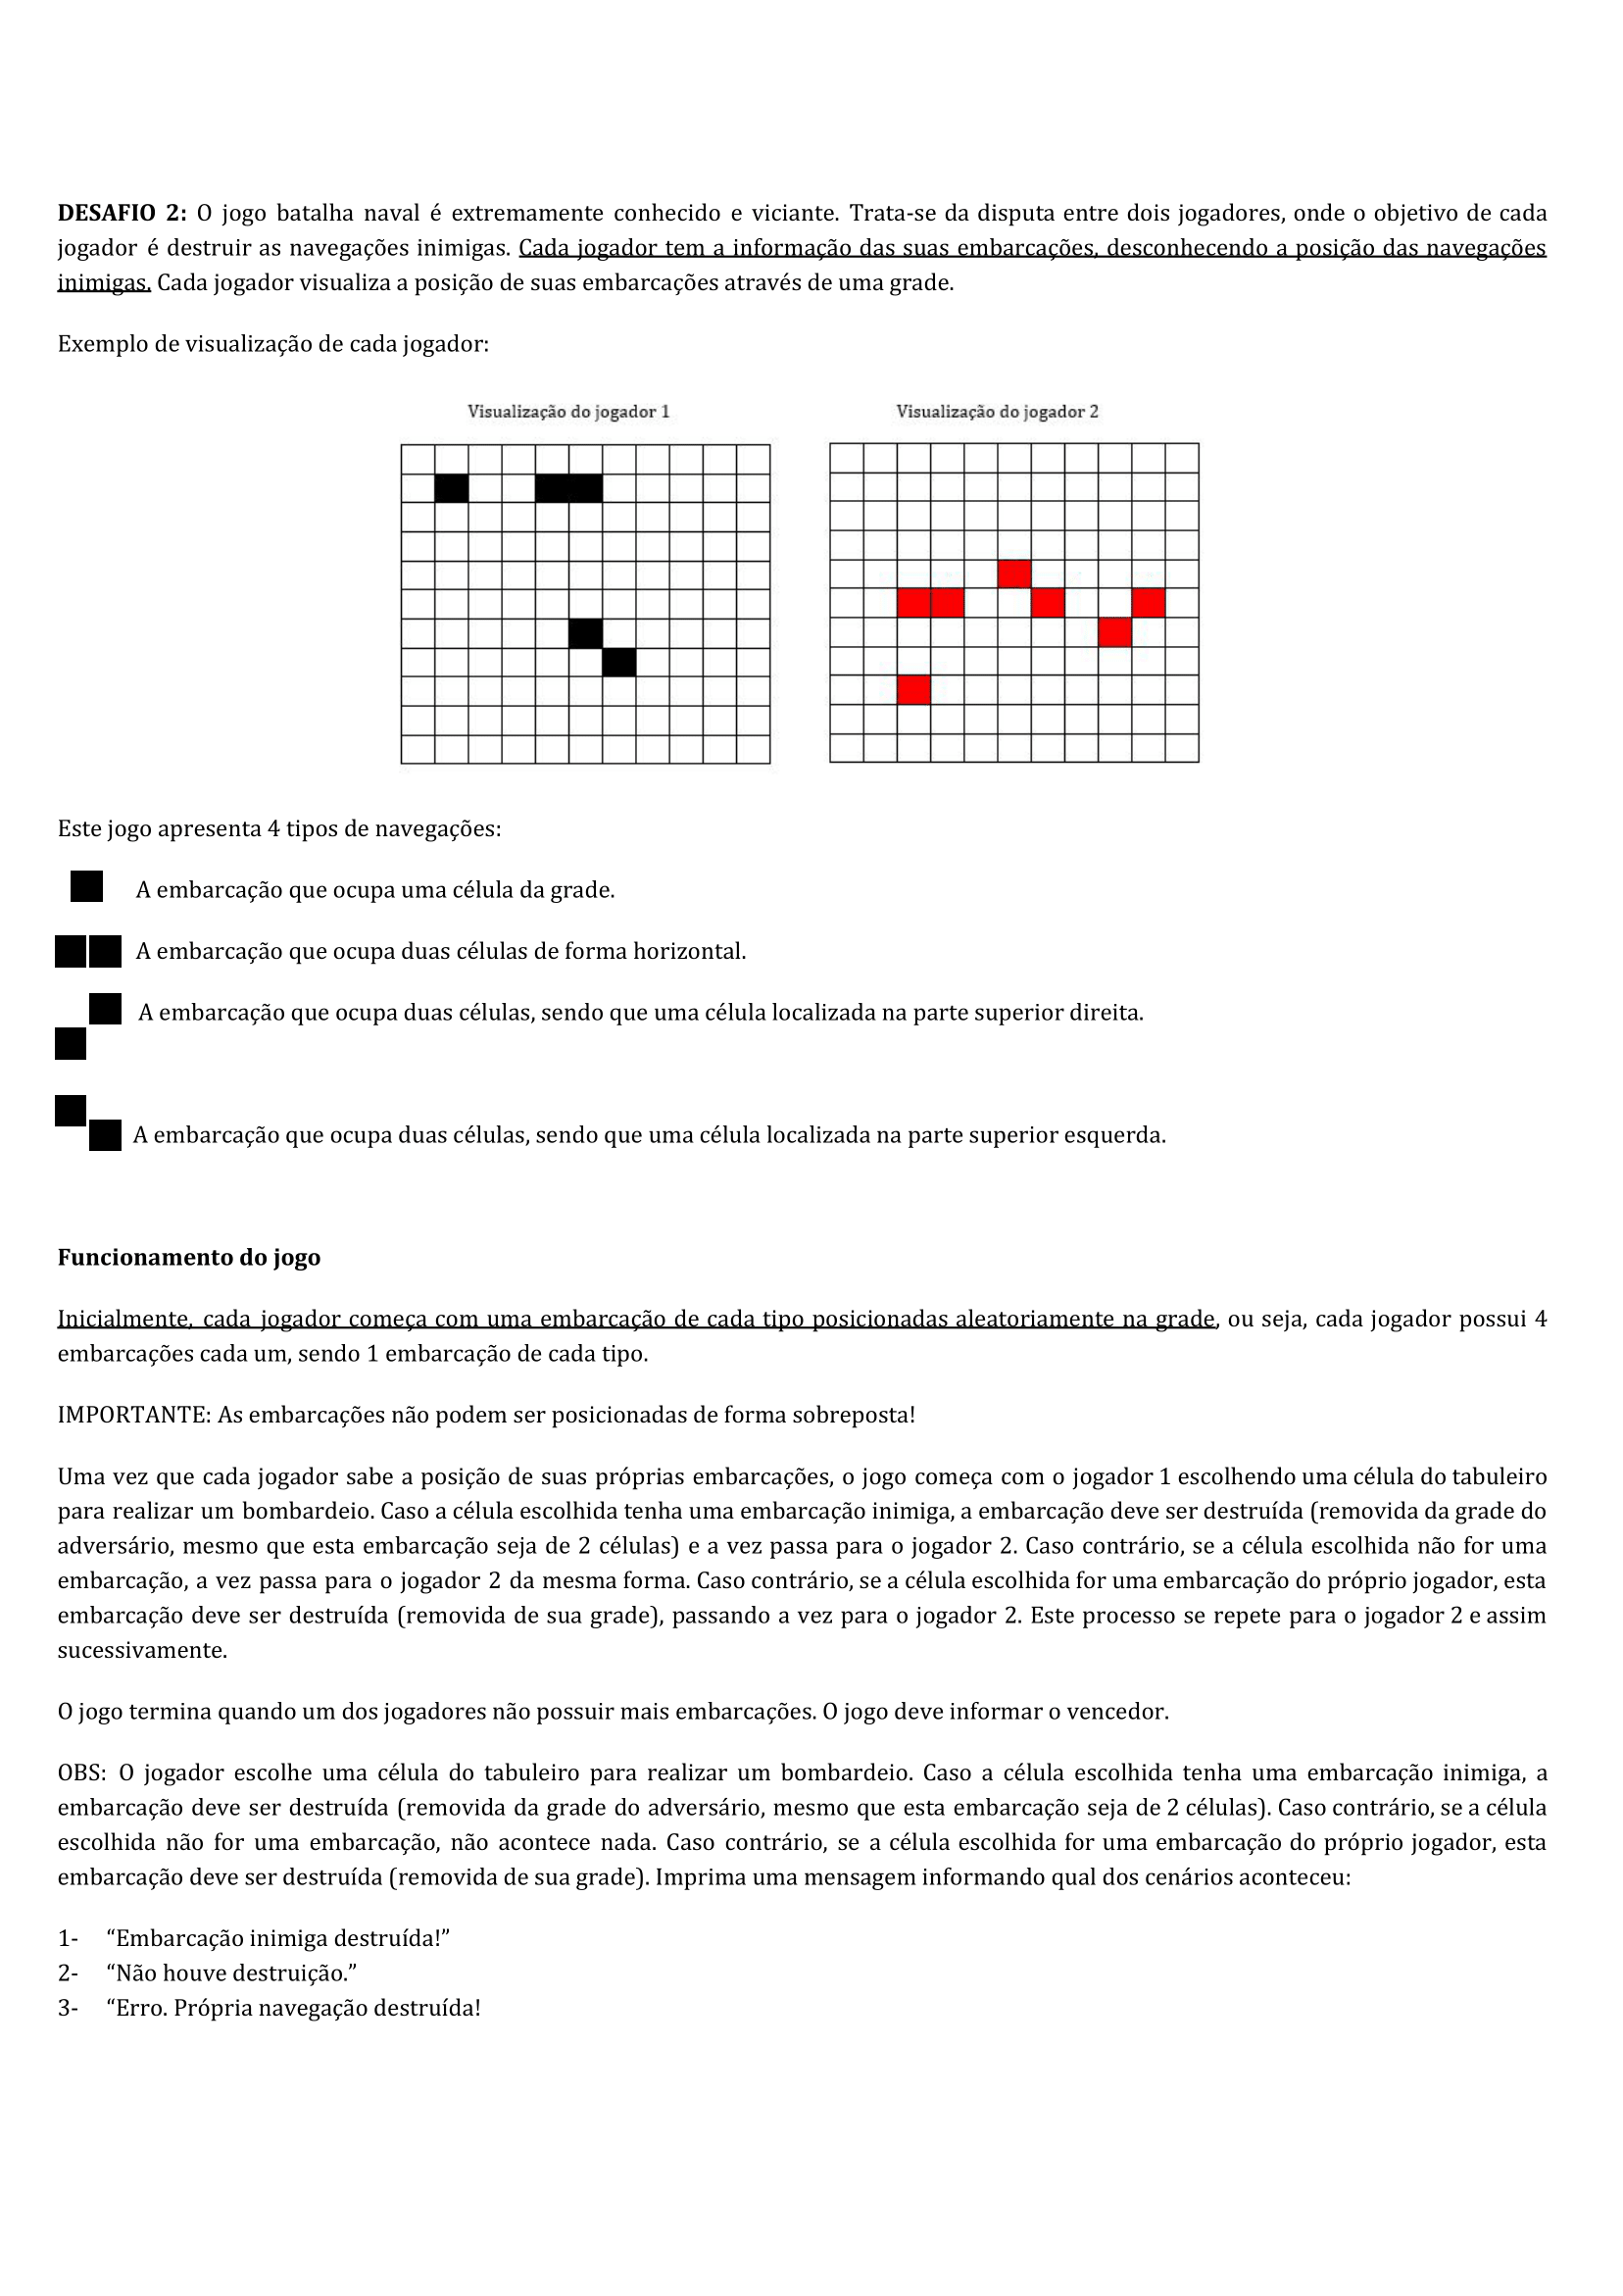 DESAFIO 2: O jogo batalha naval é extremamente conhecido e viciante. Trata-se da disputa entre dois jogadores, onde o objetivo de cada
jogador é destruir as navegações inimigas. Cada jogador tem a informação das suas embarcações, desconhecendo a posição das navegações
inimigas. Cada jogador visualiza a posição de suas embarcações através de uma grade.
Exemplo de visualização de cada jogador:
Visualização do jogador 1
Visualização do jogador 2
Este jogo apresenta 4 tipos de navegações:
A embarcação que ocupa uma célula da grade.
A embarcação que ocupa duas células de forma horizontal.
A embarcação que ocupa duas células, sendo que uma célula localizada na parte superior direita.
A embarcação que ocupa duas células, sendo que uma célula localizada na parte superior esquerda.
Funcionamento do jogo
Inicialmente, cada jogador começa com uma embarcação de cada tipo posicionadas aleatoriamente na grade, ou seja, cada jogador possui 4
embarcações cada um, sendo 1 embarcação de cada tipo.
IMPORTANTE: As embarcações não podem ser posicionadas de forma sobreposta!
Uma vez que cada jogador sabe a posição de suas próprias embarcações, o jogo começa com o jogador 1 escolhendo uma célula do tabuleiro
para realizar um bombardeio. Caso a célula escolhida tenha uma embarcação inimiga, a embarcação deve ser destruída (removida da grade do
adversário, mesmo que esta embarcação seja de 2 células) e a vez passa para o jogador 2. Caso contrário, se a célula escolhida não for uma
embarcação, a vez passa para o jogador 2 da mesma forma. Caso contrário, se a célula escolhida for uma embarcação do próprio jogador, esta
embarcação deve ser destruída (removida de sua grade), passando a vez para o jogador 2. Este processo se repete para o jogador 2 e assim
sucessivamente.
O jogo termina quando um dos jogadores não possuir mais embarcações. O jogo deve informar o vencedor.
OBS: O jogador escolhe uma célula do tabuleiro para realizar um bombardeio. Caso a célula escolhida tenha uma embarcação inimiga, a
embarcação deve ser destruída (removida da grade do adversário, mesmo que esta embarcação seja de 2 células). Caso contrário, se a célula
escolhida não for uma embarcação, não acontece nada. Caso contrário, se a célula escolhida for uma embarcação do próprio jogador, esta
embarcação deve ser destruída (removida de sua grade). Imprima uma mensagem informando qual dos cenários aconteceu:
1- “Embarcação inimiga destruída!”
2- “Não houve destruição.”
3- “Erro. Própria navegação destruída!